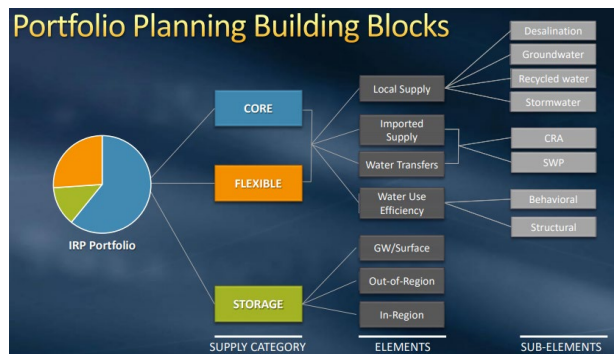 Portfolio Planning Building Blocks
IRP Portfolio
CORE
FLEXIBLE
STORAGE
Local Supply
Imported
Supply
Water Transfers
Water Use
Efficiency
GW/Surface
Out-of-Region
In-Region
Desalination
Groundwater
Recycled water
Stormwater
CRA
SWP
Behavioral
Structural
SUPPLY CATEGORY
ELEMENTS
SUB-ELEMENTS